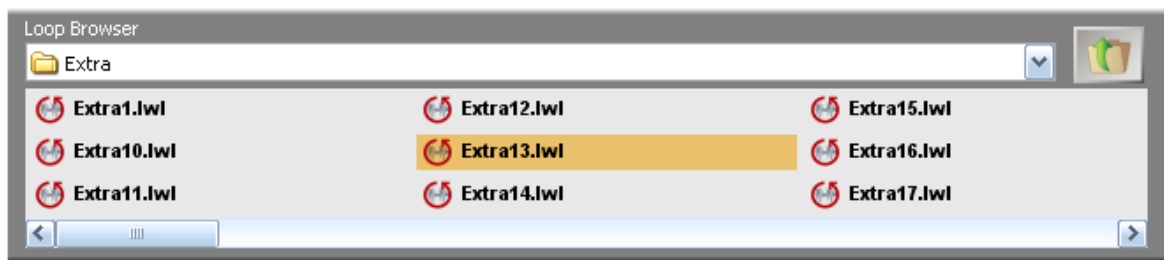 Loop Browser
Extra
Extra1.lwl Extra12.lwl Extra15.lwl
Extra10.lwl Extra13.lwl Extra16.lwl
Extra11.lwl Extra14.lwl Extra17.lwl